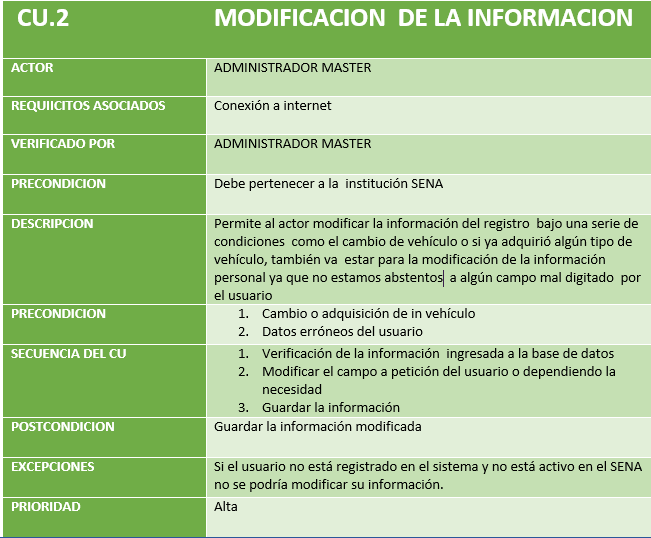 CU.2 MODIFICACION DE LA INFORMACION
ACTOR ADMINISTRADOR MASTER
REQUIICITOS ASOCIADOS Conexión a internet
VERIFICADO POR ADMINISTRADOR MASTER
PRECONDICION Debe pertenecer a la institución SENA
DESCRIPCION Permite al actor modificar la información del registro bajo una serie de
condiciones como el cambio de vehículo o si ya adquirió algún tipo de
vehículo, también va estar para la modificación de la información
personal ya que no estamos abstentos a algún campo mal digitado por
el usuario
PRECONDICION 1. Cambio o adquisición de in vehículo
2. Datos erróneos del usuario
SECUENCIA DEL CU 1. Verificación de la información ingresada a la base de datos
2. Modificar el campo a petición del usuario o dependiendo la
necesidad
3. Guardar la información
POSTCONDICION Guardar la información modificada
EXCEPCIONES Si el usuario no está registrado en el sistema y no está activo en el SENA
no se podría modificar su información.
PRIORIDAD Alta